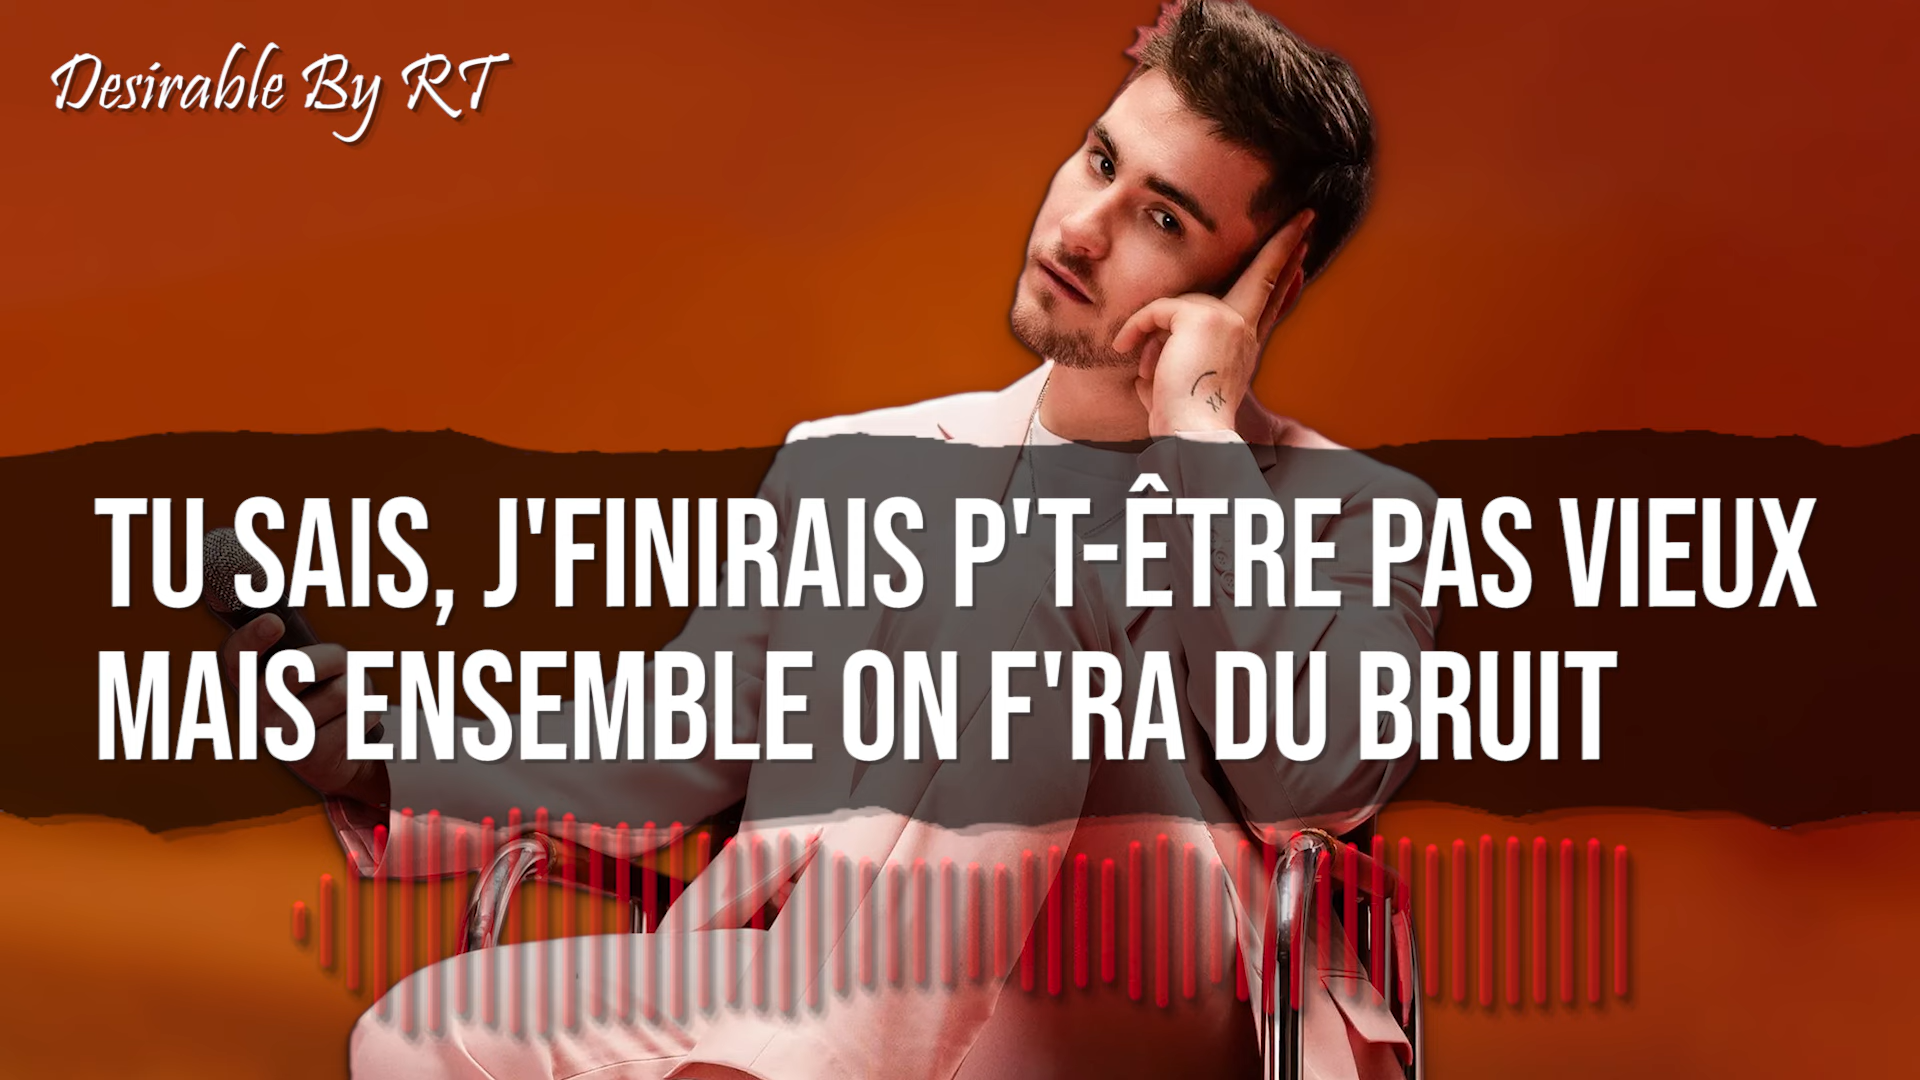 Desirable By RT
TU SAIS, J'FINIRAIS P'T-ÊTRE PAS VIEUX
MAIS ENSEMBLE ON F'RA DU BRUIT